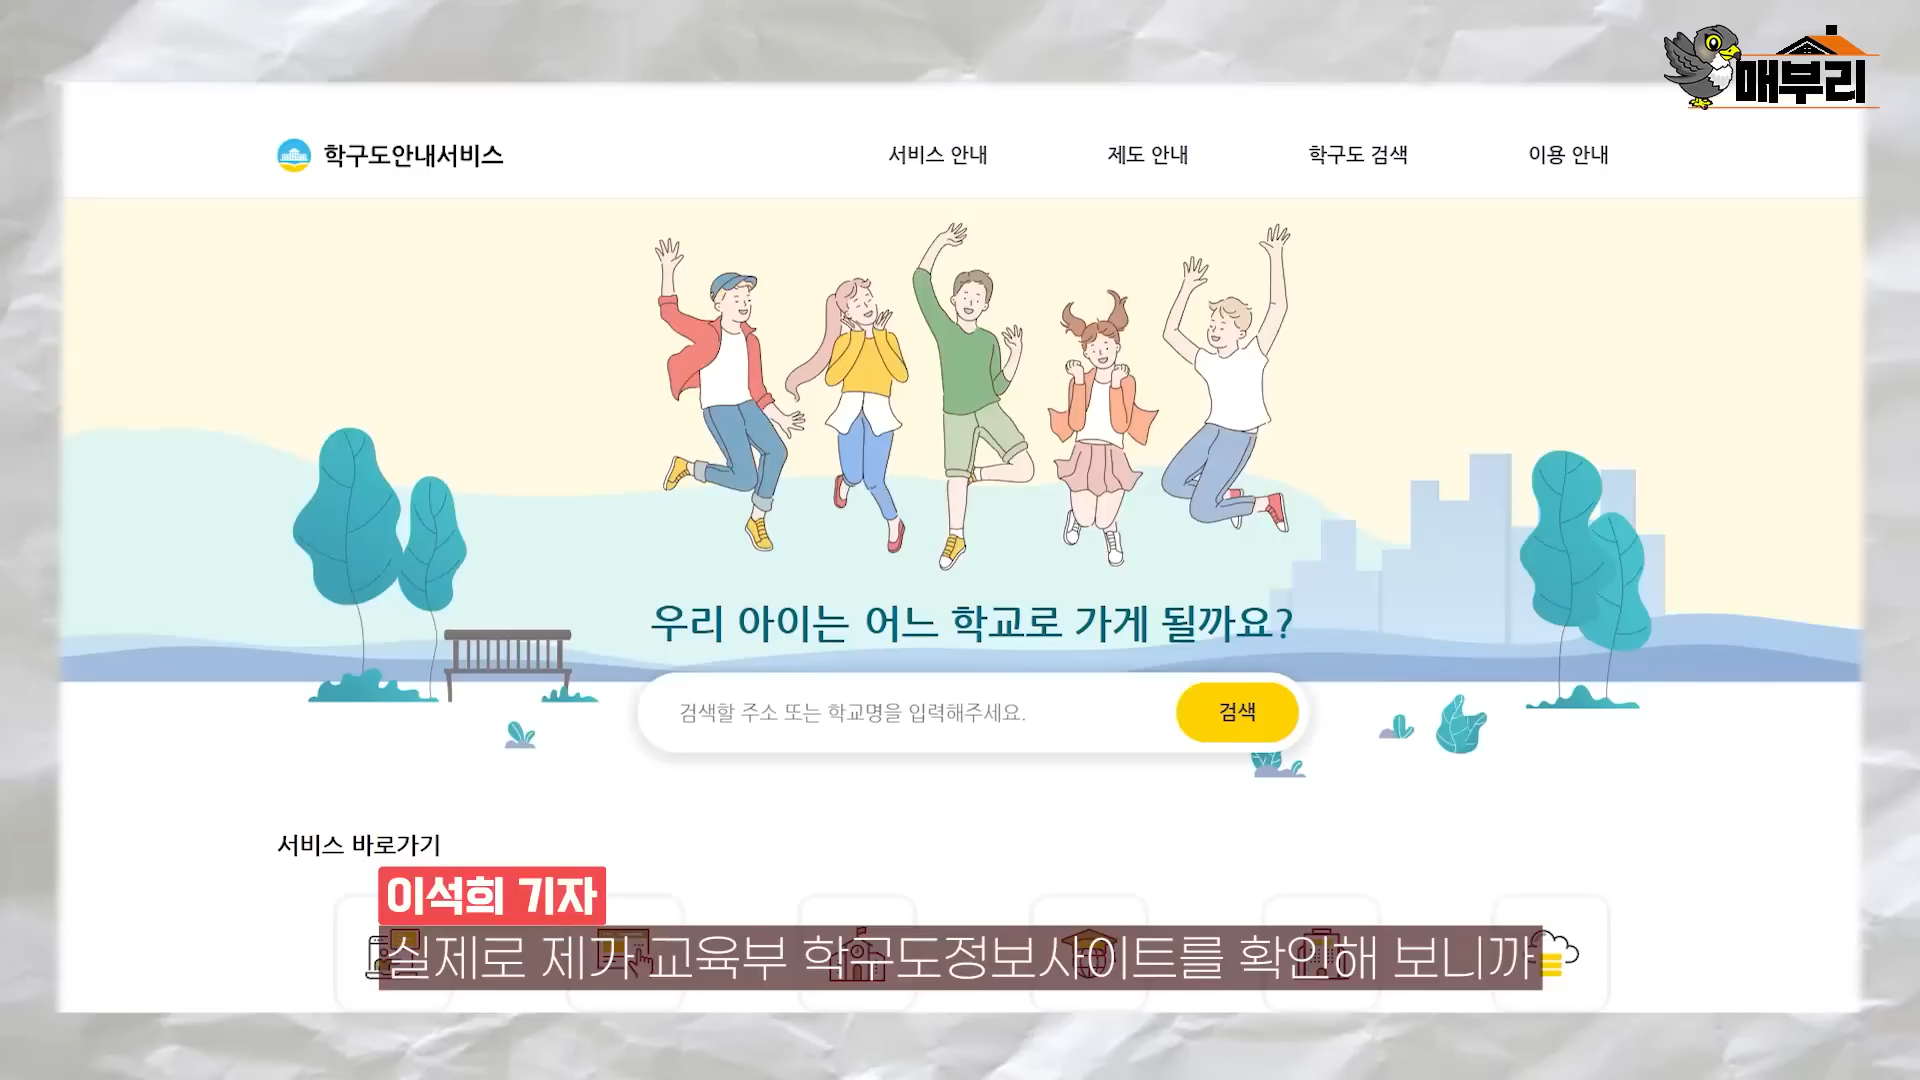 매부리
학구도안내서비스
서비스 안내
제도 안내
학구도 검색
이용 안내
우리 아이는 어느 학교로 가게 될까요?
검색할 주소 또는 학교명을 입력해주세요.
검색
서비스 바로가기
이석희 기자
실제로 제가 교육부 학구도정보사이트를 확인해 보니까